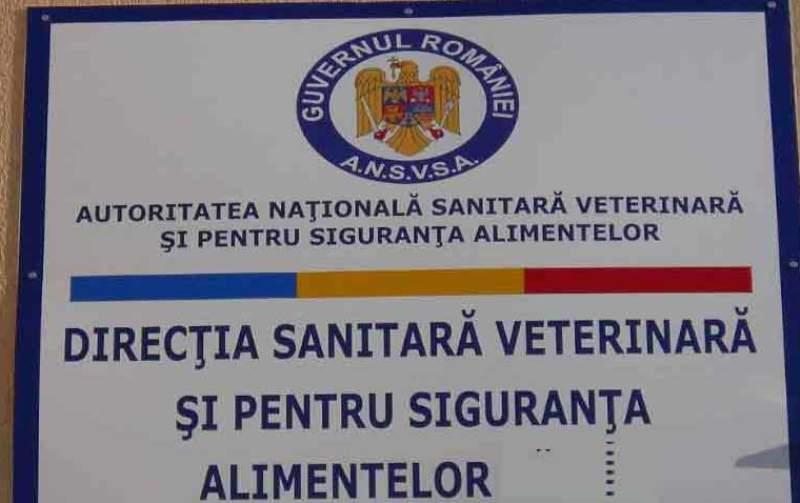 GUVERNUL ROMÂNIEI
A.N.S.V.S.A.
AUTORITATEA NAŢIONALĂ SANITARĂ VETERINARĂ
ŞI PENTRU SIGURANŢA ALIMENTELOR
DIRECŢIA SANITARĂ VETERINARĂ
ŞI PENTRU SIGURANŢA
ALIMENTELOR